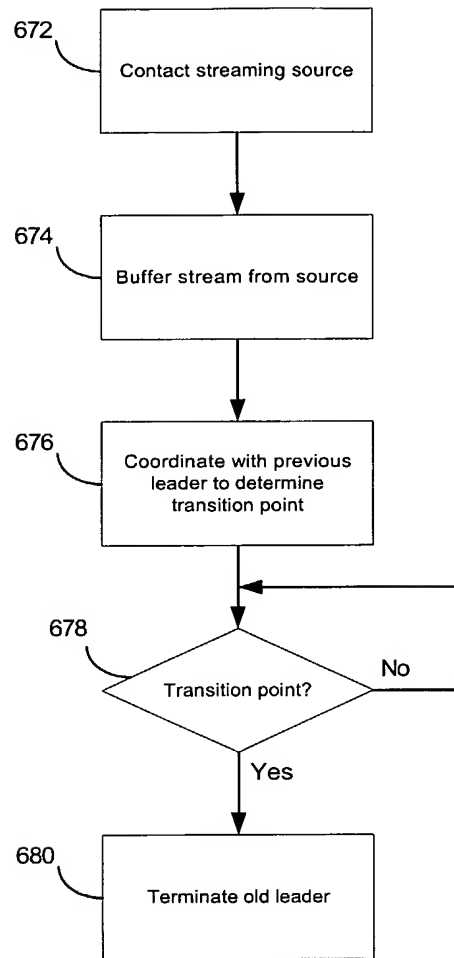 672
Contact streaming source
674
Buffer stream from source
676
Coordinate with previous
leader to determine
transition point
678
Transition point?
No
Yes
680
Terminate old leader